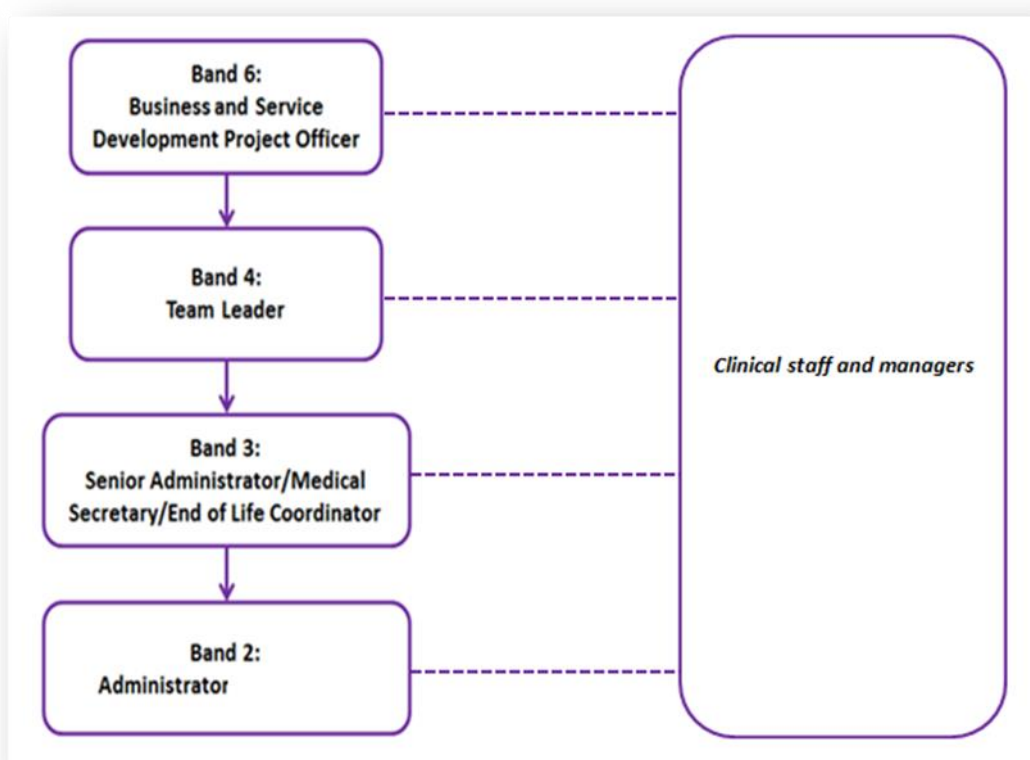 Band 6:
Business and Service
Development Project Officer
Band 4:
Team Leader
Band 3:
Senior Administrator/Medical
Secretary/End of Life Coordinator
Band 2:
Administrator
Clinical staff and managers